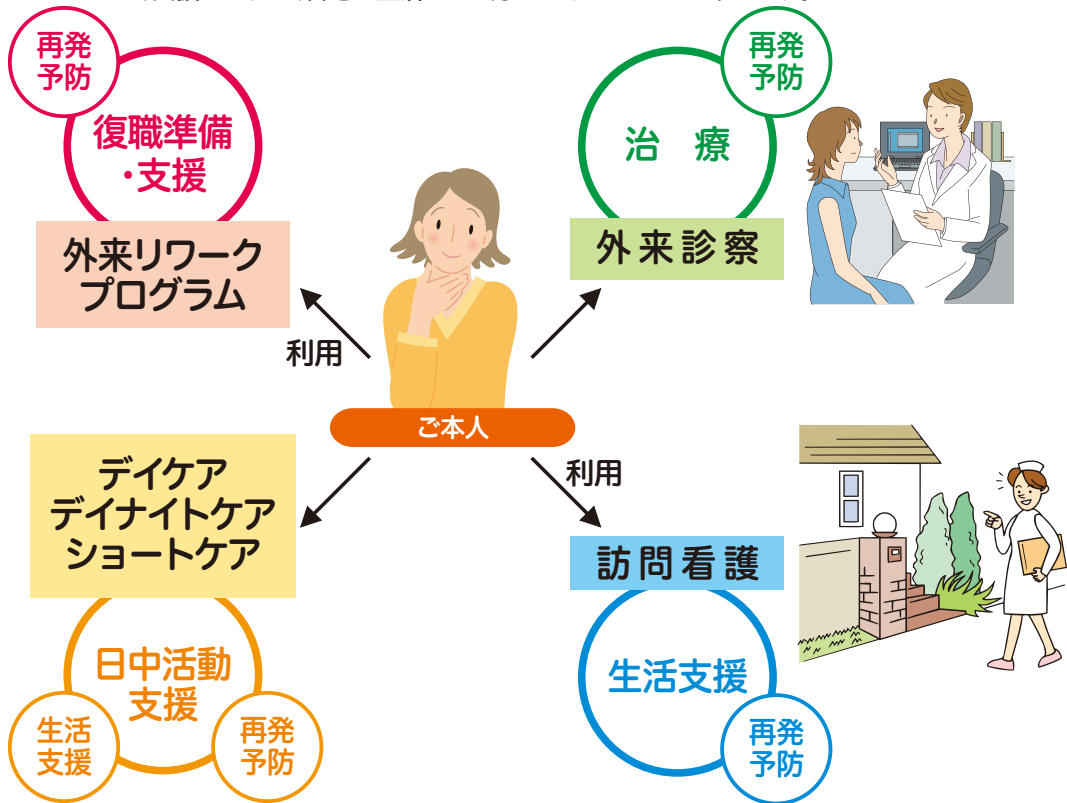 再発
予防
復職準備
・支援
外来リワーク
プログラム
再発
予防
治 療
外来診察
利用
ご本人
利用
デイケア
デイナイトケア
ショートケア
日中活動
支援
生活
支援
再発
予防
訪問看護
生活支援
再発
予防